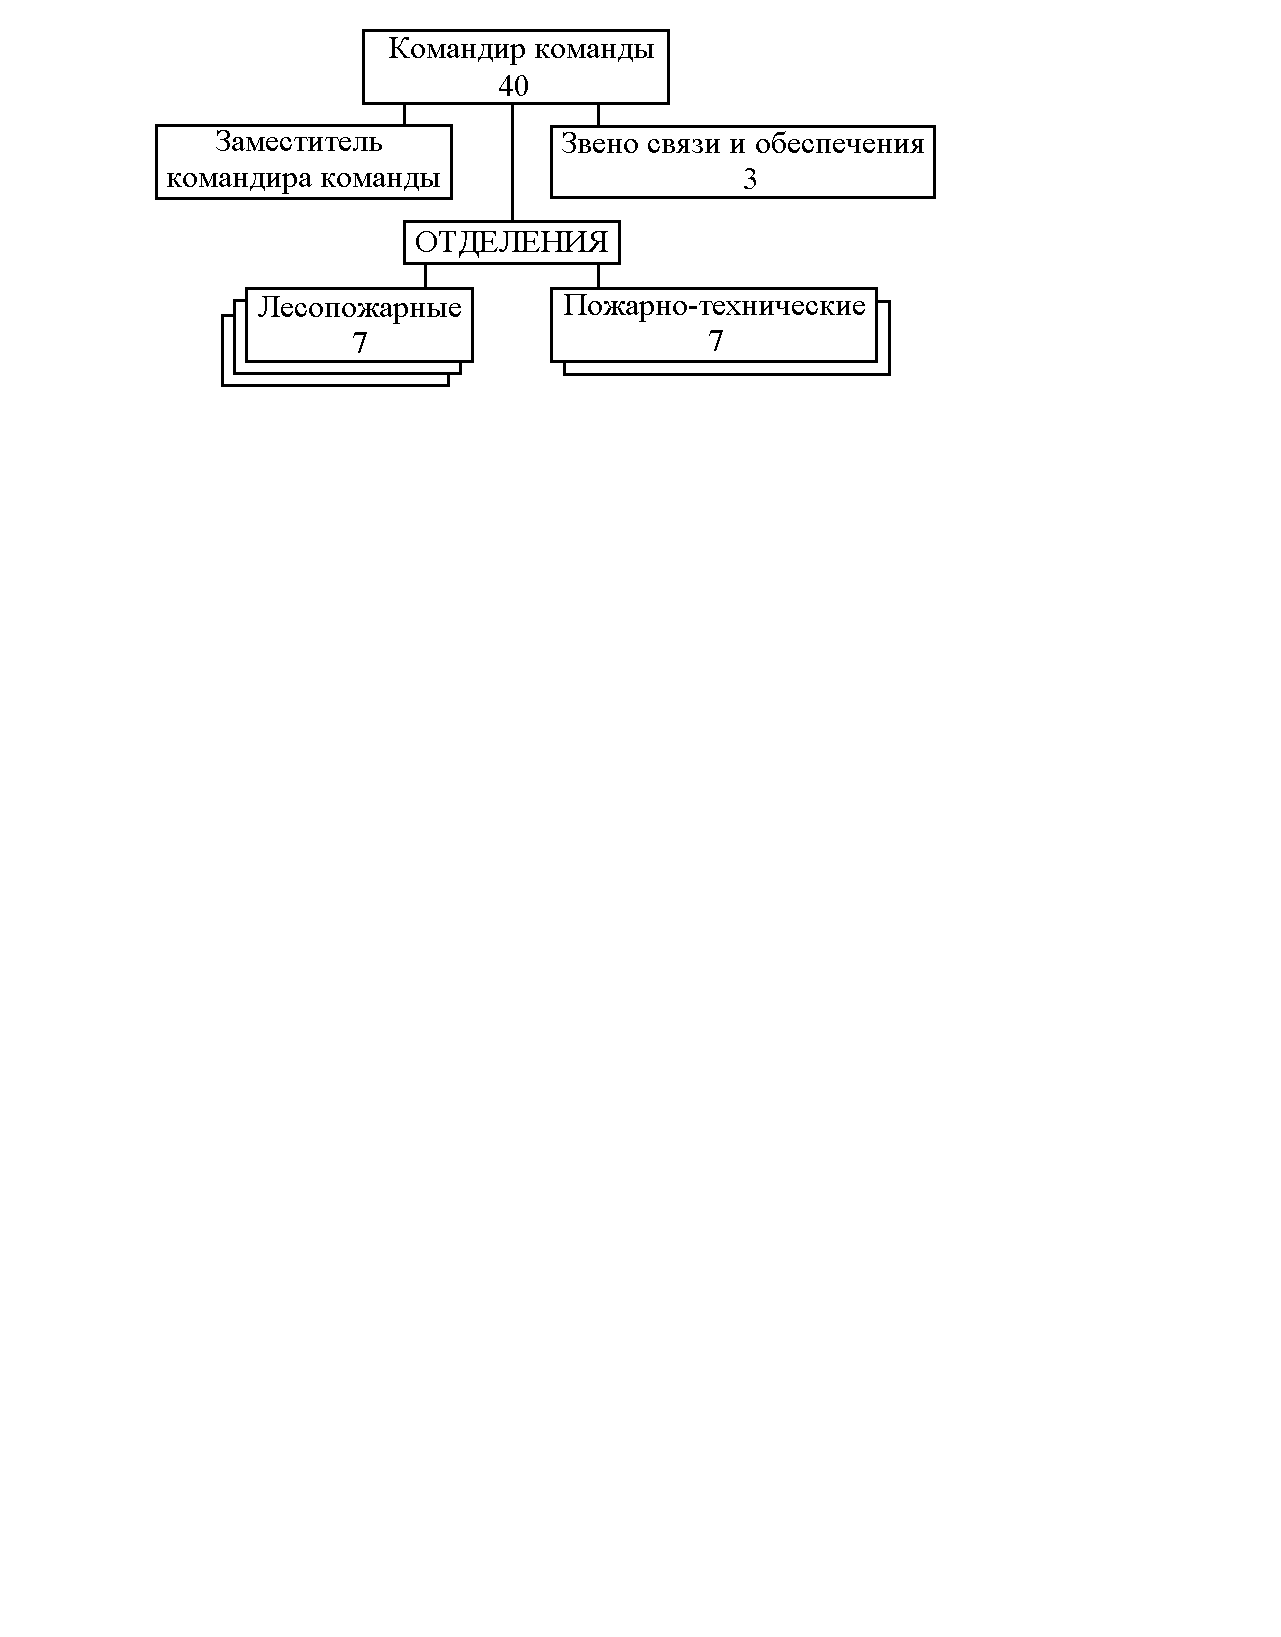 Командир команды
40
Заместитель
командира команды
Звено связи и обеспечения
3
ОТДЕЛЕНИЯ
Лесопожарные
7
Пожарно-технические
7